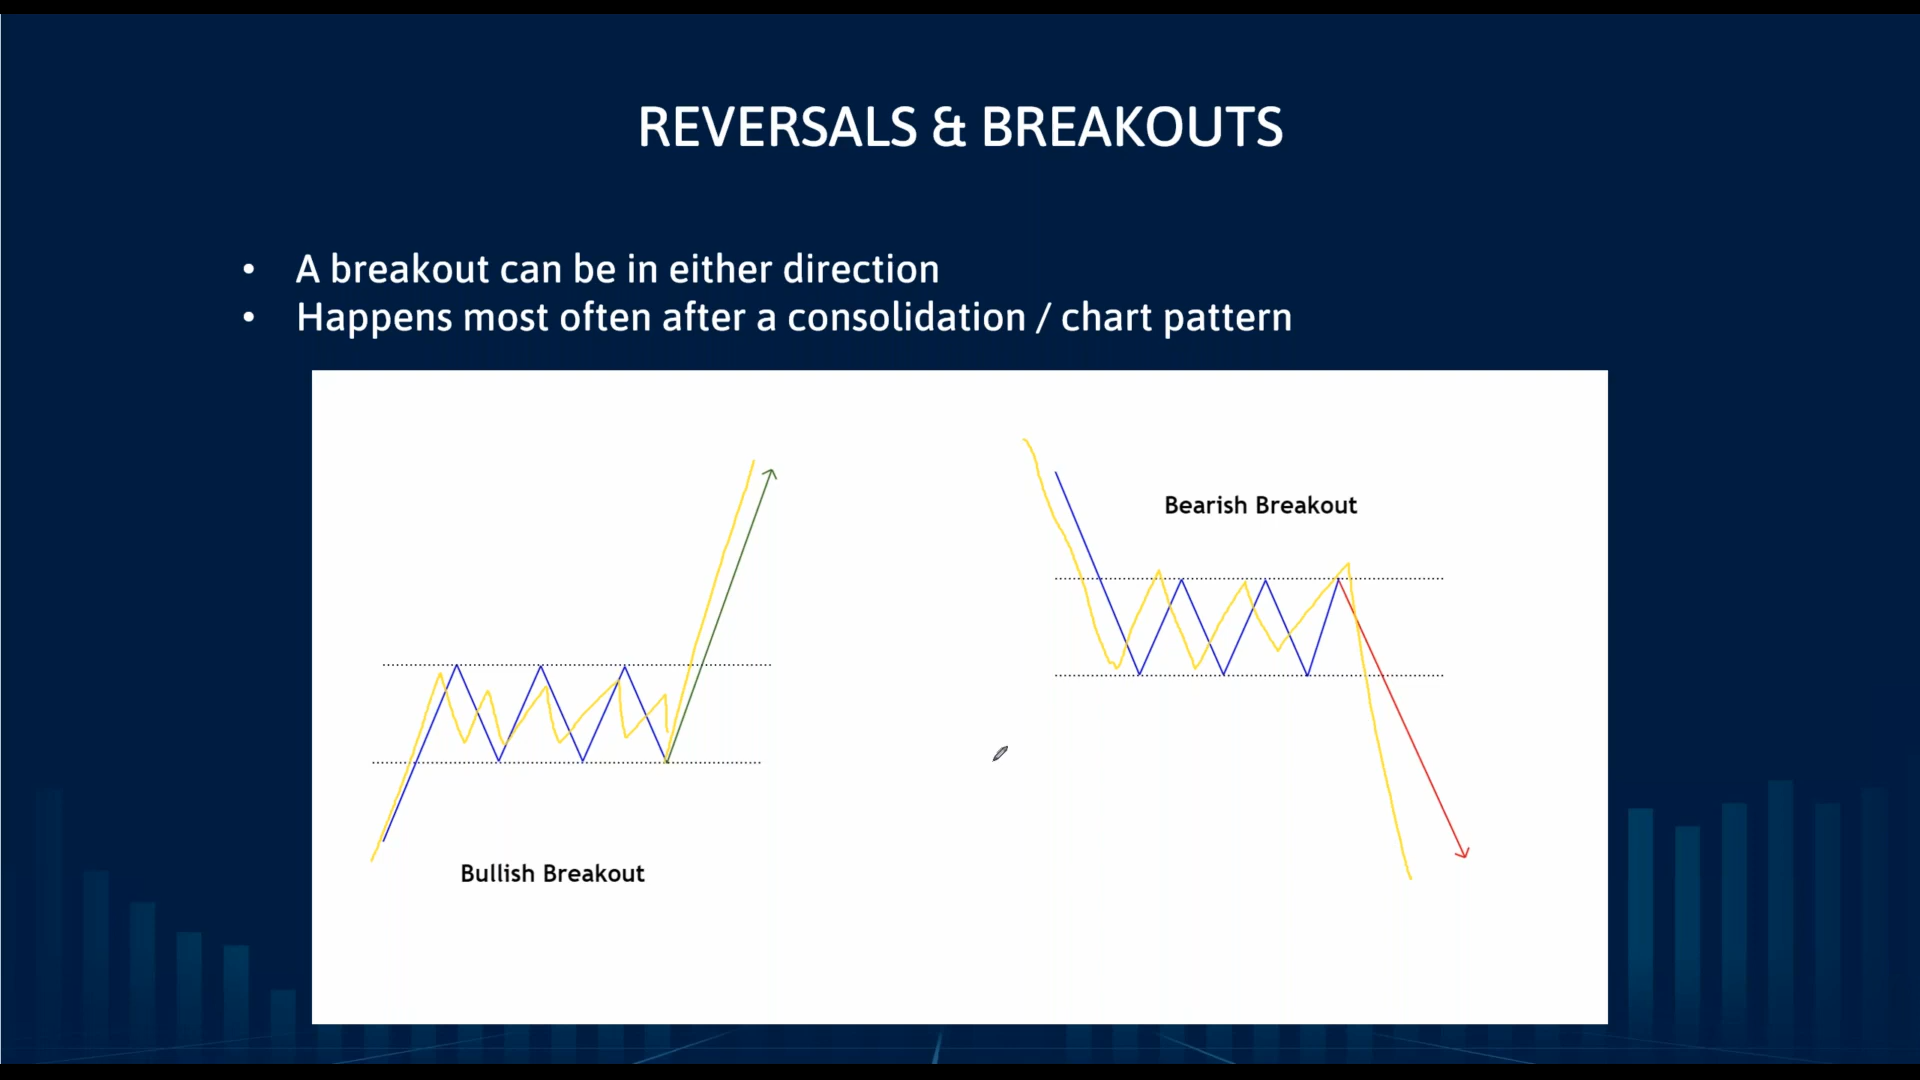 REVERSALS & BREAKOUTS
• A breakout can be in either direction
• Happens most often after a consolidation / chart pattern
Bearish Breakout
Bullish Breakout